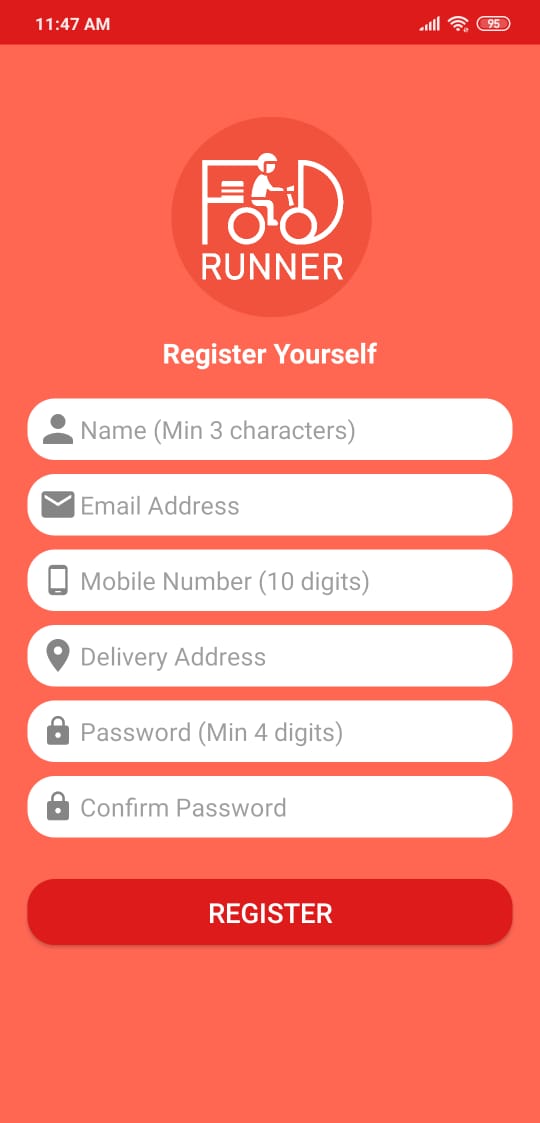 11:47 AM
95
FOOD
RUNNER
Register Yourself
Name (Min 3 characters)
Email Address
Mobile Number (10 digits)
Delivery Address
Password (Min 4 digits)
Confirm Password
REGISTER